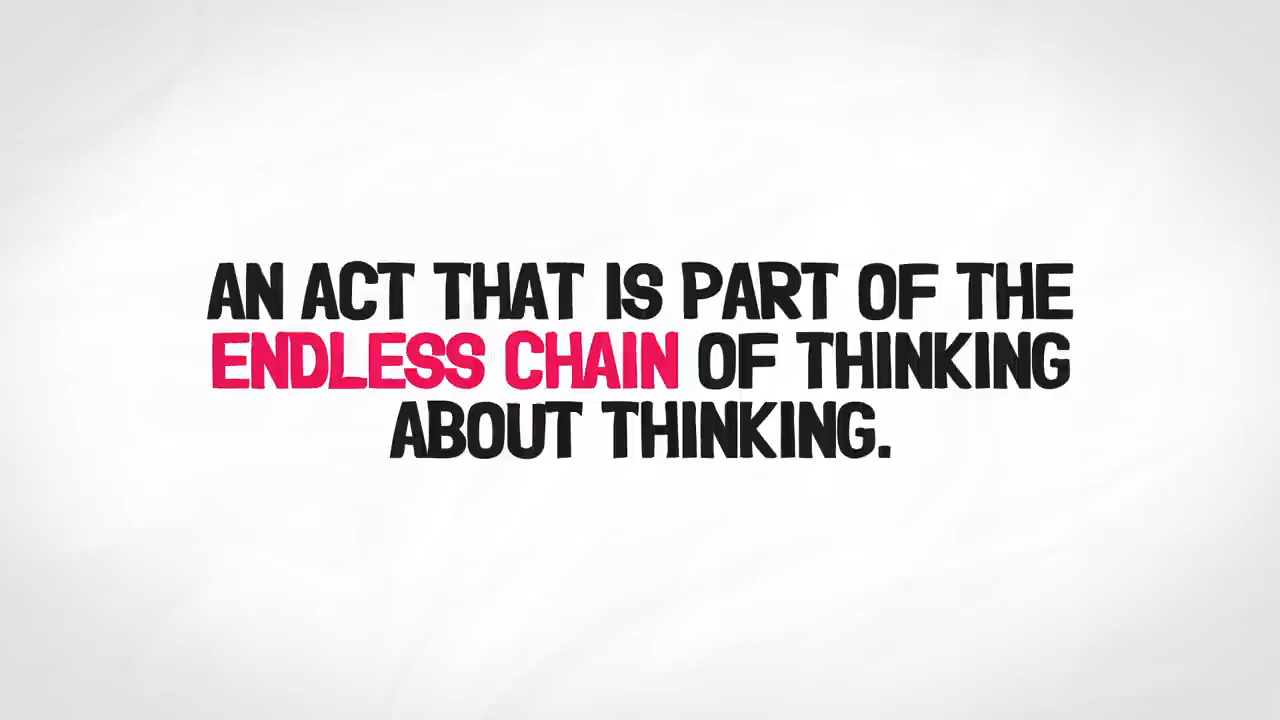 AN ACT THAT IS PART OF THE
ENDLESS CHAIN OF THINKING
ABOUT THINKING.